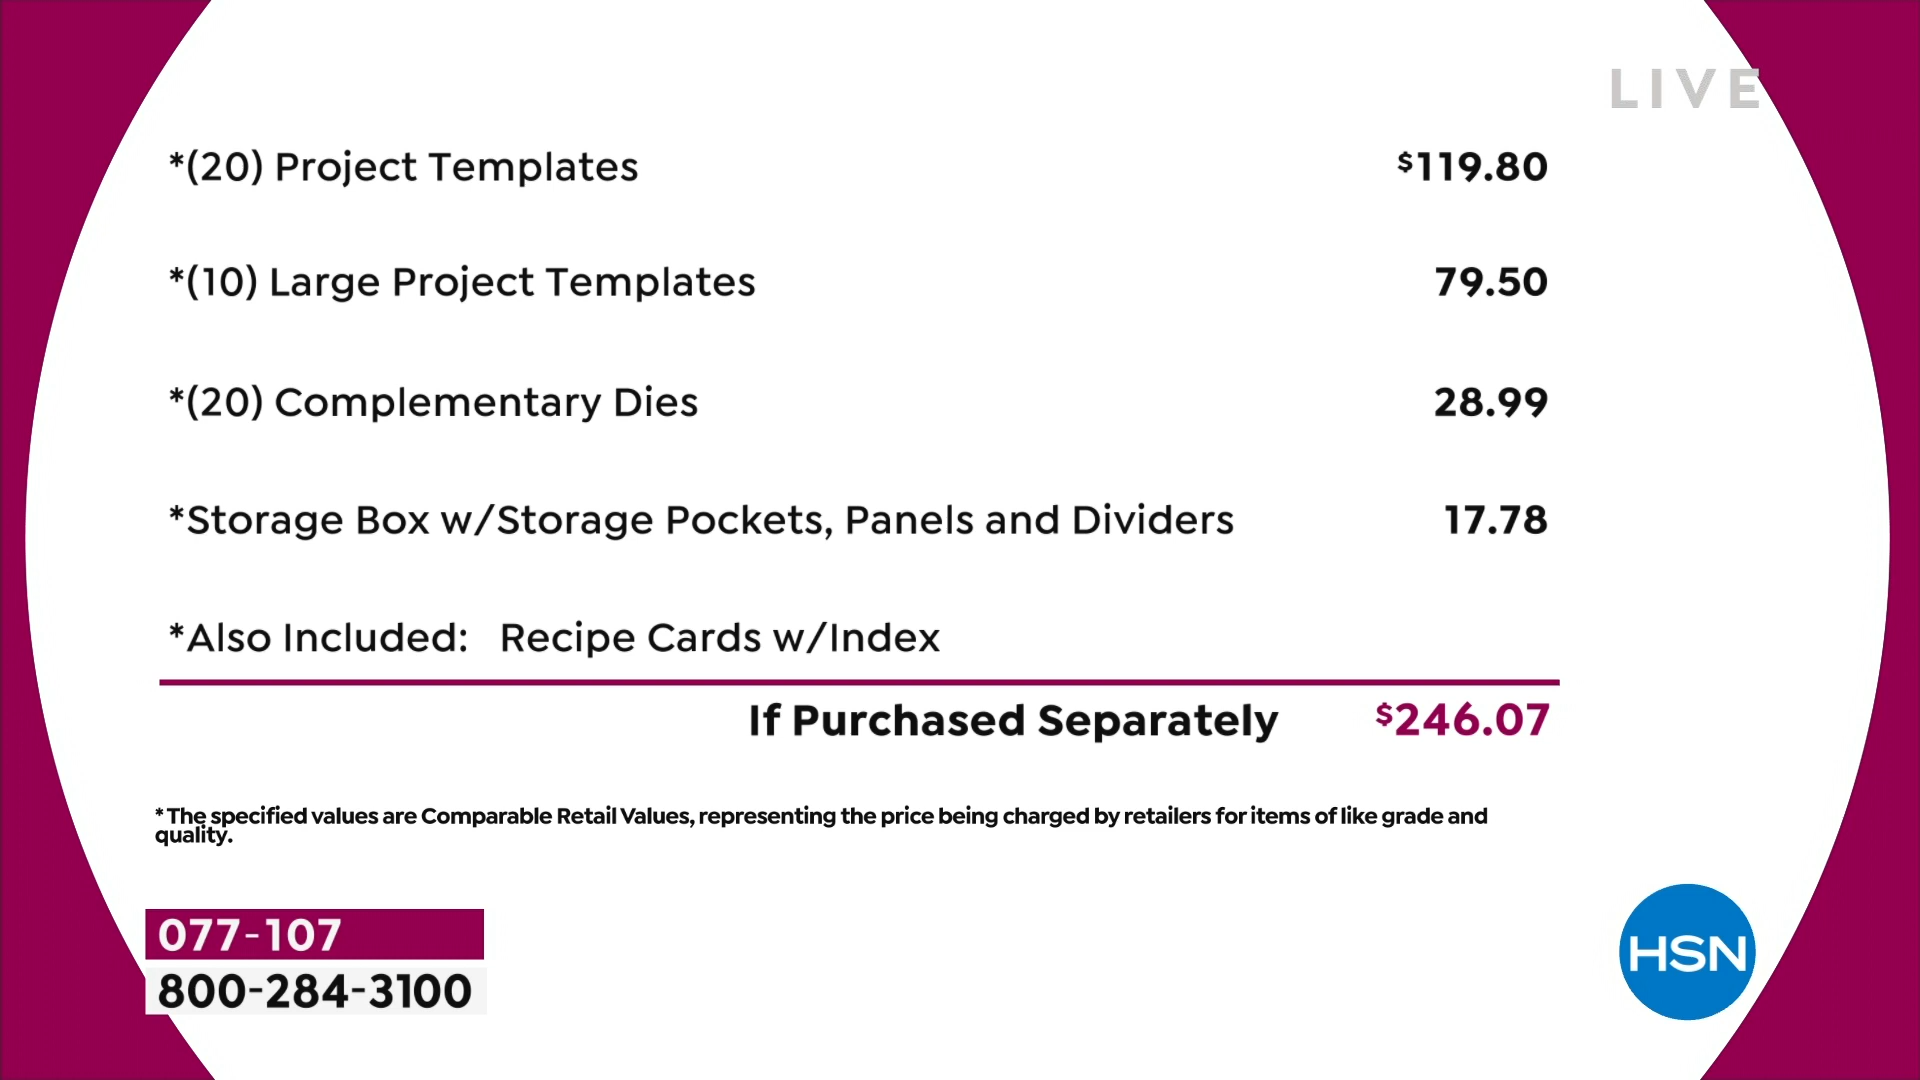 LIVE
*(20) Project Templates $119.80
*(10) Large Project Templates 79.50
*(20) Complementary Dies 28.99
*Storage Box w/Storage Pockets, Panels and Dividers 17.78
*Also Included: Recipe Cards w/Index
If Purchased Separately $246.07
* The specified values are Comparable Retail Values, representing the price being charged by retailers for items of like grade and
quality.
077-107
800-284-3100
HSN